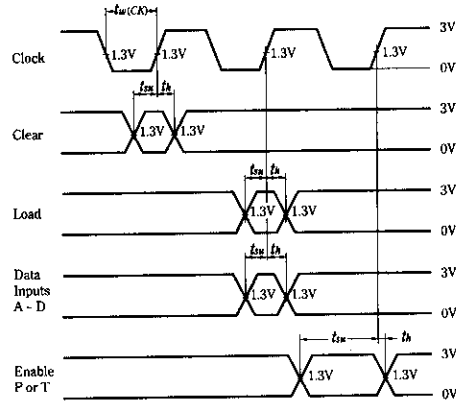 tw(CK)
3V
Clock
1.3V
1.3V
1.3V
1.3V
0V
tsu
th
3V
Clear
1.3V
1.3V
0V
tsu
th
3V
Load
1.3V
1.3V
0V
tsu
th
3V
Data
Inputs
A ~ D
1.3V
1.3V
0V
tsu
th
3V
Enable
P or T
1.3V
1.3V
0V